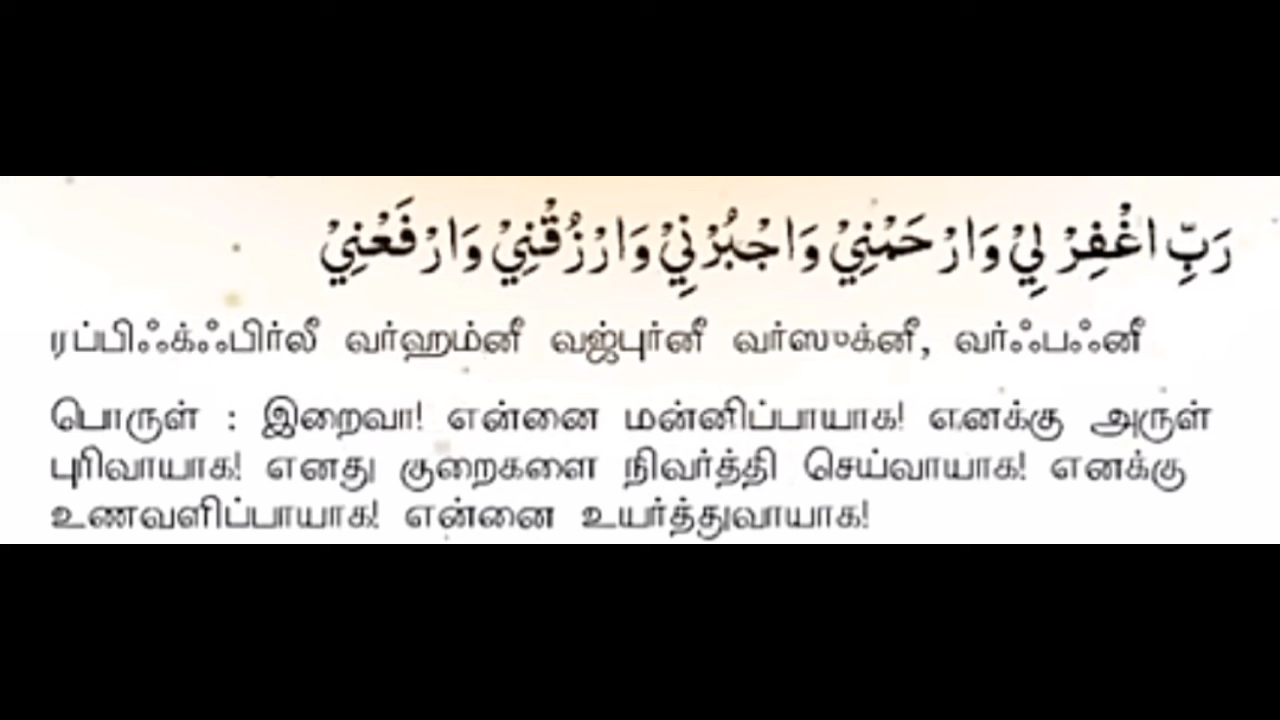 رَبِّ اغْفِرْ لِيْ وَارْحَمْنِيْ وَاجْبُرْنِيْ وَارْزُقْنِيْ وَارْفَعْنِيْ
ரப்பிஃக்ஃபிர்லீ வர்ஹம்னீ வஜ்புர்னீ வர்ஸுக்னீ, வர்ஃபஃனீ
பொருள் : இறைவா! என்னை மன்னிப்பாயாக! எனக்கு அருள்
புரிவாயாக! எனது குறைகளை நிவர்த்தி செய்வாயாக! எனக்கு
உணவளிப்பாயாக! என்னை உயர்த்துவாயாக!